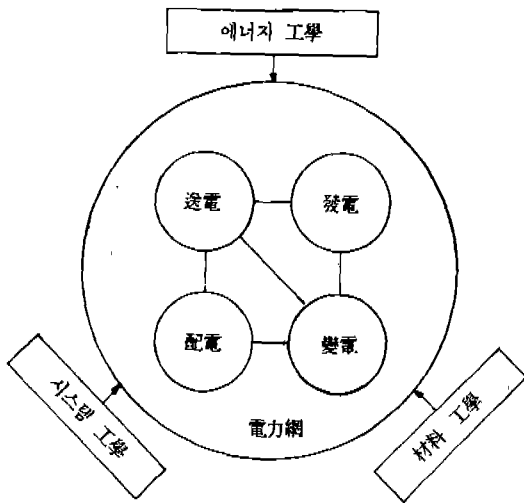 에너지 工學
送電
發電
配電
變電
電力網
시스템 工學
材料 工學